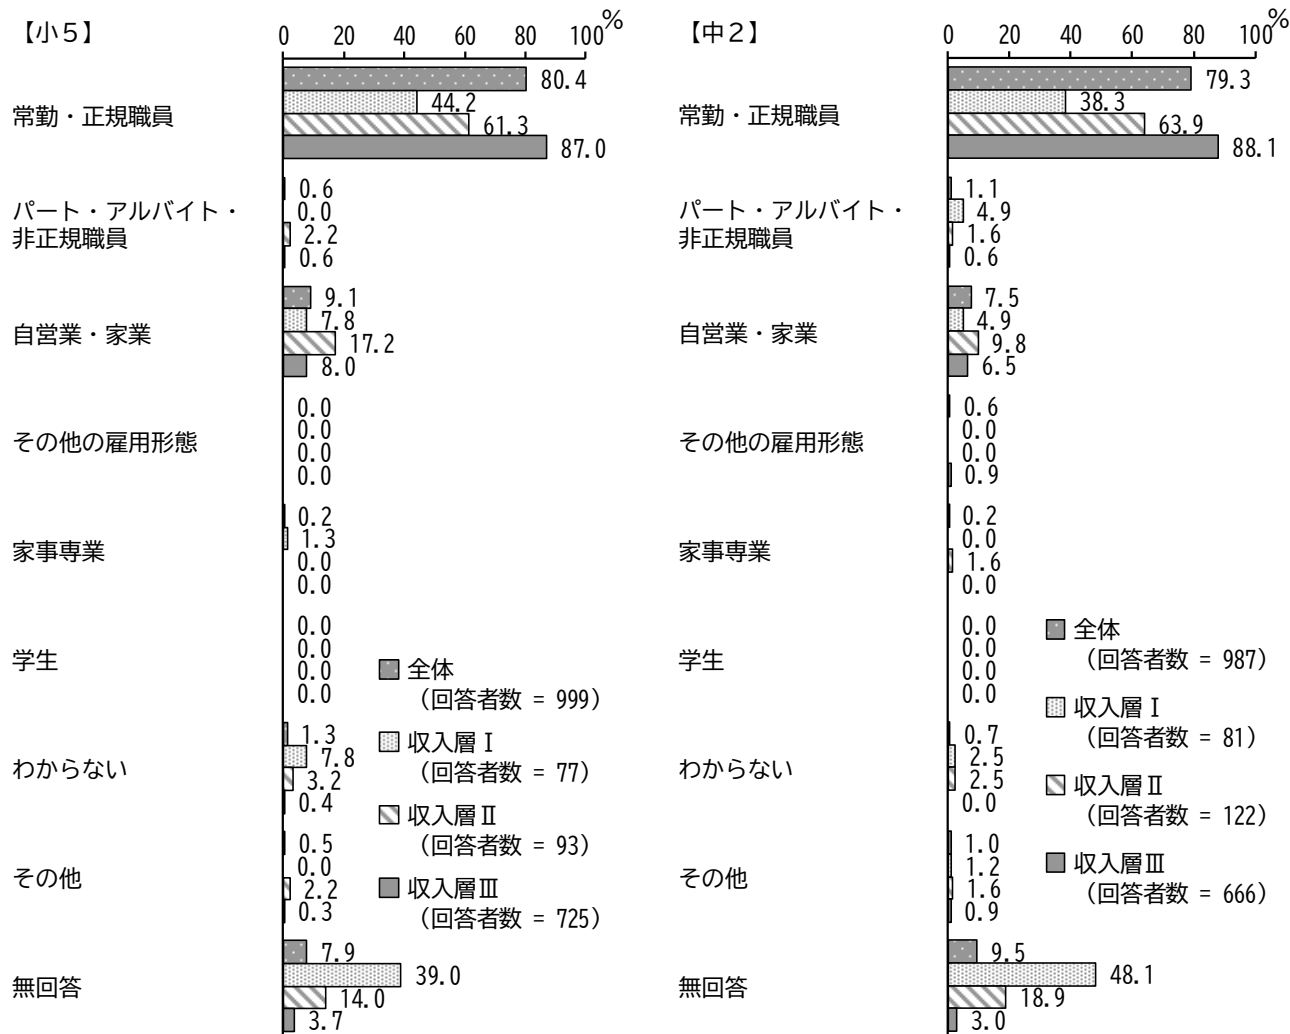 【小5】
0 20 40 60 80 100%
常勤・正規職員
80.4
44.2
61.3
87.0
パート・アルバイト・
非正規職員
0.6
0.0
2.2
0.6
自営業・家業
9.1
7.8
17.2
8.0
その他の雇用形態
0.0
0.0
0.0
0.0
家事専業
0.2
1.3
0.0
0.0
学生
0.0
0.0
0.0
0.0
わからない
1.3
7.8
3.2
0.4
その他
0.5
0.0
2.2
0.3
無回答
7.9
39.0
14.0
3.7
全体
(回答者数 = 999)
収入層Ⅰ
(回答者数 = 77)
収入層Ⅱ
(回答者数 = 93)
収入層Ⅲ
(回答者数 = 725)
【中2】
0 20 40 60 80 100%
常勤・正規職員
79.3
38.3
63.9
88.1
パート・アルバイト・
非正規職員
1.1
4.9
1.6
0.6
自営業・家業
7.5
4.9
9.8
6.5
その他の雇用形態
0.6
0.0
0.0
0.9
家事専業
0.2
0.0
1.6
0.0
学生
0.0
0.0
0.0
0.0
わからない
0.7
2.5
2.5
0.0
その他
1.0
1.2
1.6
0.9
無回答
9.5
48.1
18.9
3.0
全体
(回答者数 = 987)
収入層Ⅰ
(回答者数 = 81)
収入層Ⅱ
(回答者数 = 122)
収入層Ⅲ
(回答者数 = 666)